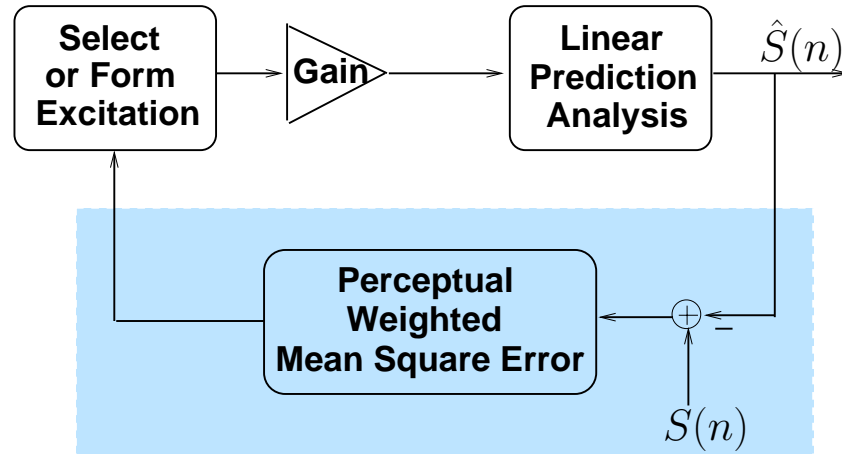 Select
or Form
Excitation
Gain
Linear
Prediction
Analysis
Ŝ(n)
Perceptual
Weighted
Mean Square Error
+
−
S(n)